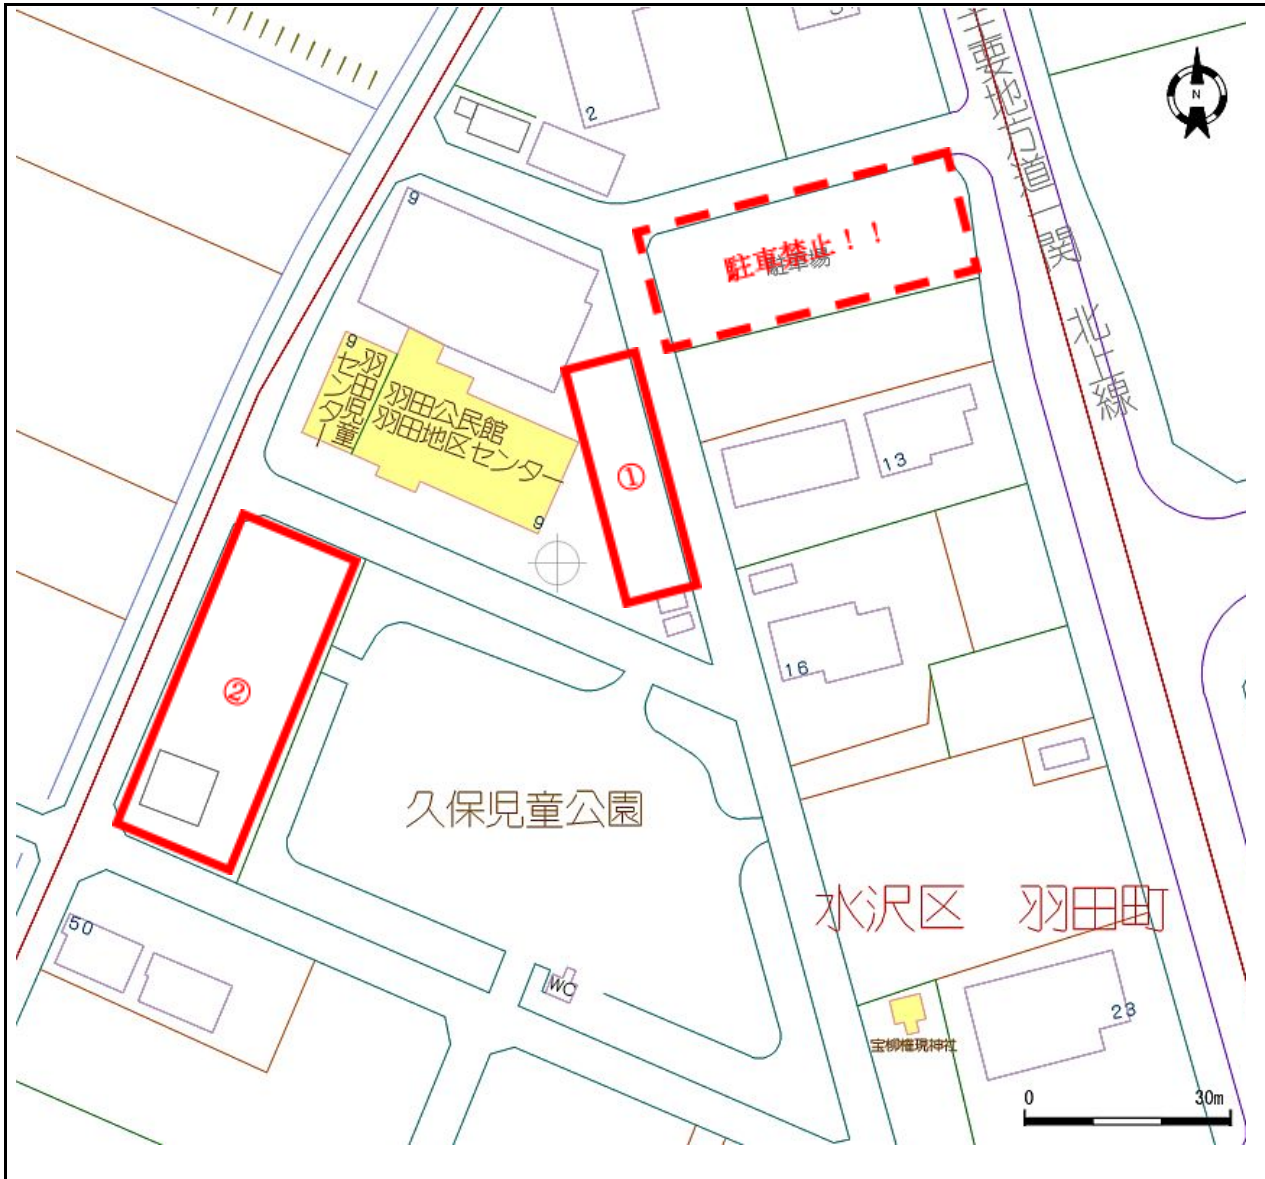 主要地方道一関 北上線
N
2
9
駐車禁止！！
駐車場
9
羽田児童センター
羽田公民館
羽田地区センター
9
①
13
16
②
久保児童公園
水沢区 羽田町
50
WC
23
宝柳権現神社
0 30m